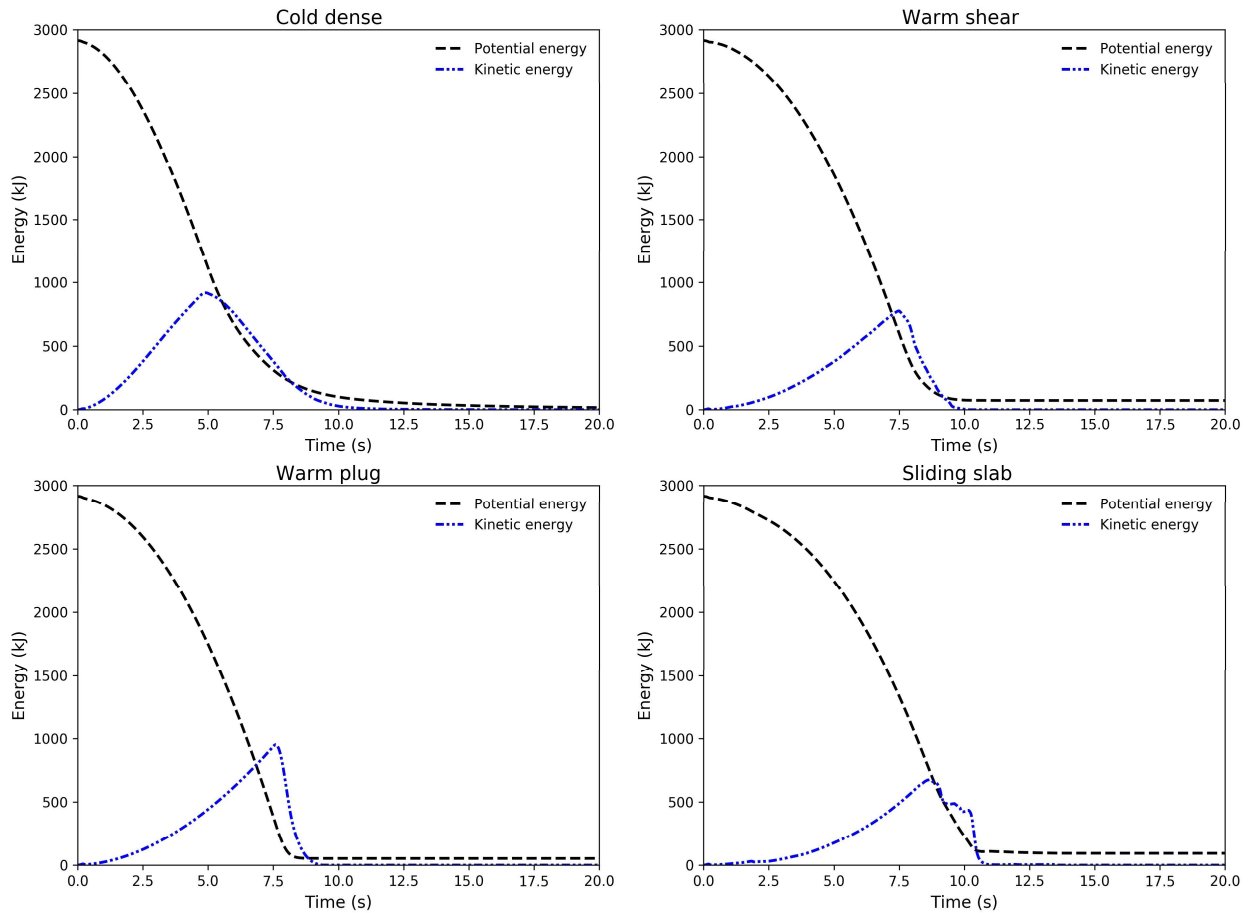 Cold dense
3000
2500
2000
1500
1000
500
0
Energy (kJ)
Potential energy
Kinetic energy
0.0 2.5 5.0 7.5 10.0 12.5 15.0 17.5 20.0
Time (s)
Warm shear
3000
2500
2000
1500
1000
500
0
Energy (kJ)
Potential energy
Kinetic energy
0.0 2.5 5.0 7.5 10.0 12.5 15.0 17.5 20.0
Time (s)
Warm plug
3000
2500
2000
1500
1000
500
0
Energy (kJ)
Potential energy
Kinetic energy
0.0 2.5 5.0 7.5 10.0 12.5 15.0 17.5 20.0
Time (s)
Sliding slab
3000
2500
2000
1500
1000
500
0
Energy (kJ)
Potential energy
Kinetic energy
0.0 2.5 5.0 7.5 10.0 12.5 15.0 17.5 20.0
Time (s)